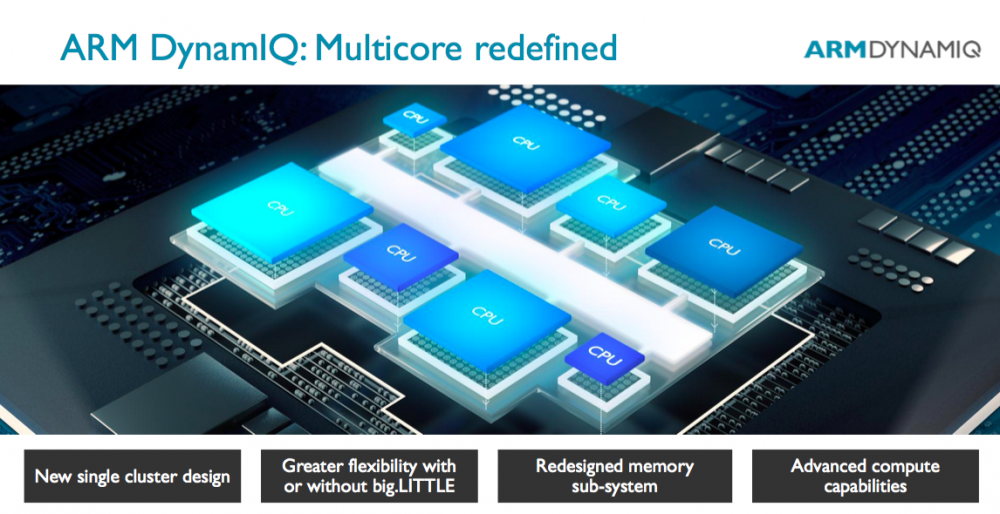 ARM DynamIQ: Multicore redefined
ARMDYNAMIQ
CPU
CPU
CPU
CPU
CPU
CPU
CPU
CPU
New single cluster design
Greater flexibility with
or without big.LITTLE
Redesigned memory
sub-system
Advanced compute
capabilities